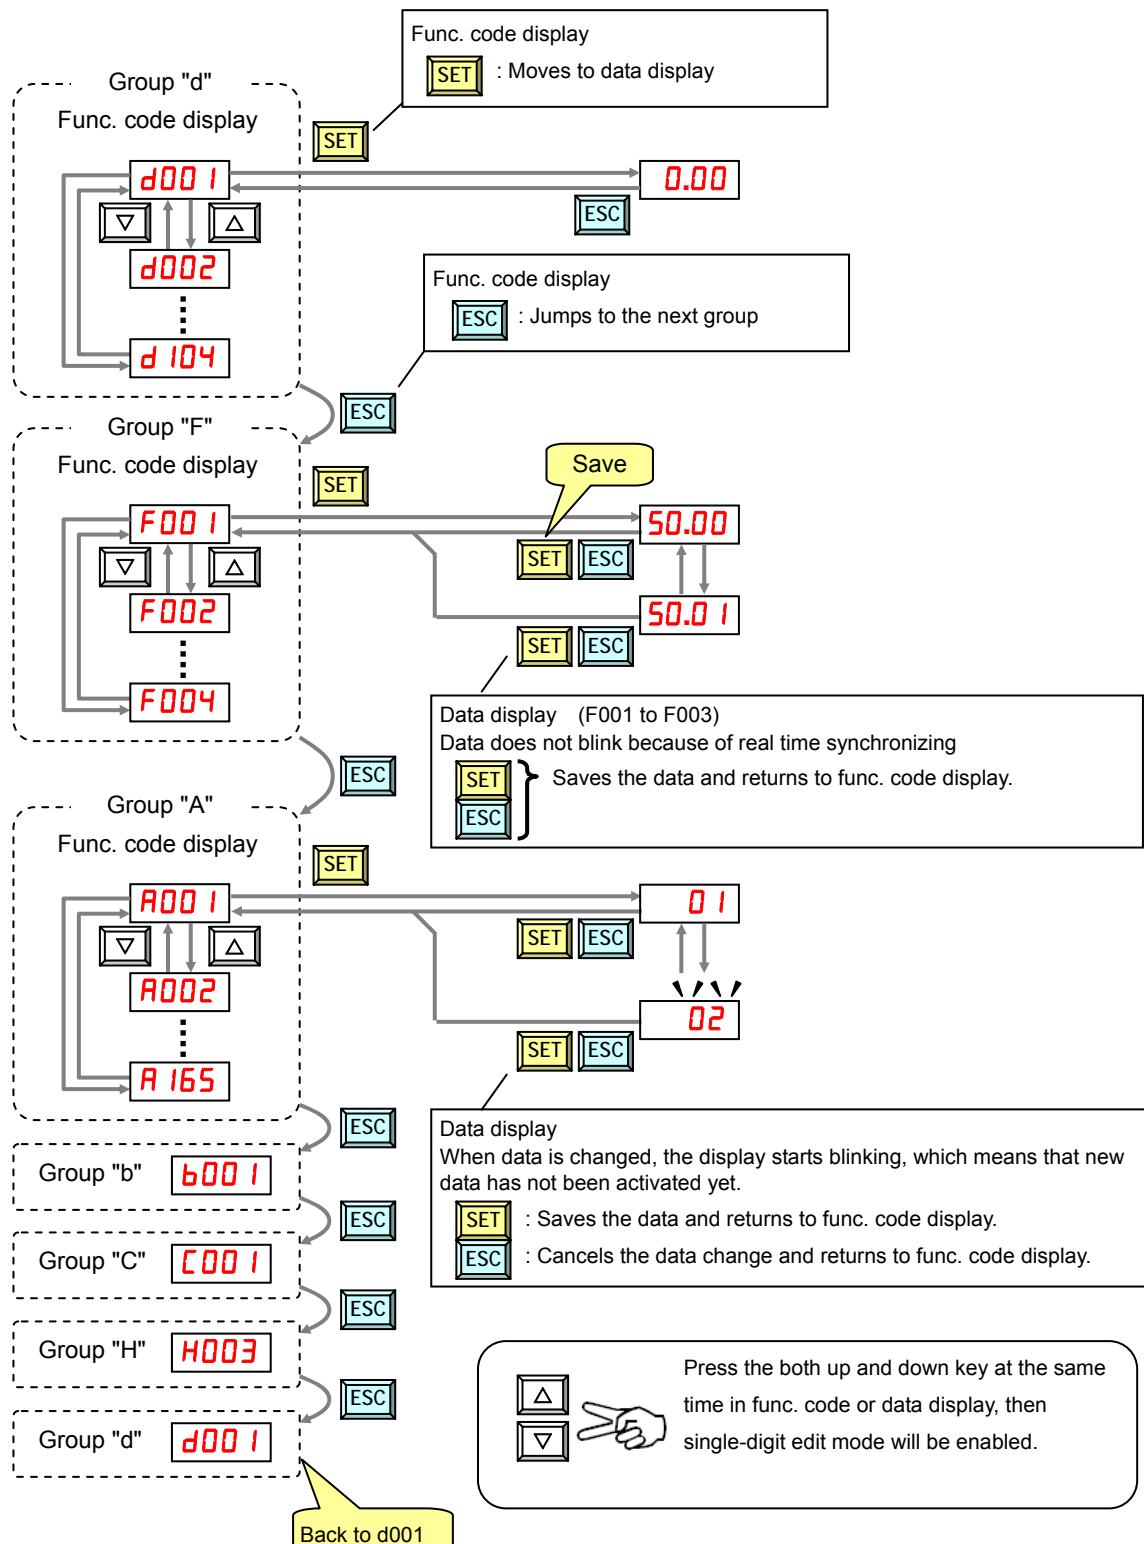 Func. code display
SET : Moves to data display
Group "d"
Func. code display
SET
d001
0.00
ESC
d002
Func. code display
ESC : Jumps to the next group
d104
ESC
Group "F"
Func. code display
SET
Save
F001
50.00
SET ESC
F002
50.01
SET ESC
F004
Data display (F001 to F003)
Data does not blink because of real time synchronizing
SET
ESC
Saves the data and returns to func. code display.
ESC
Group "A"
Func. code display
SET
A001
01
SET ESC
A002
02
SET ESC
A165
ESC
Data display
When data is changed, the display starts blinking, which means that new
data has not been activated yet.
SET : Saves the data and returns to func. code display.
ESC : Cancels the data change and returns to func. code display.
Group "b" b001
ESC
Group "C" C001
ESC
Group "H" H003
ESC
Group "d" d001
Back to d001
Press the both up and down key at the same
time in func. code or data display, then
single-digit edit mode will be enabled.